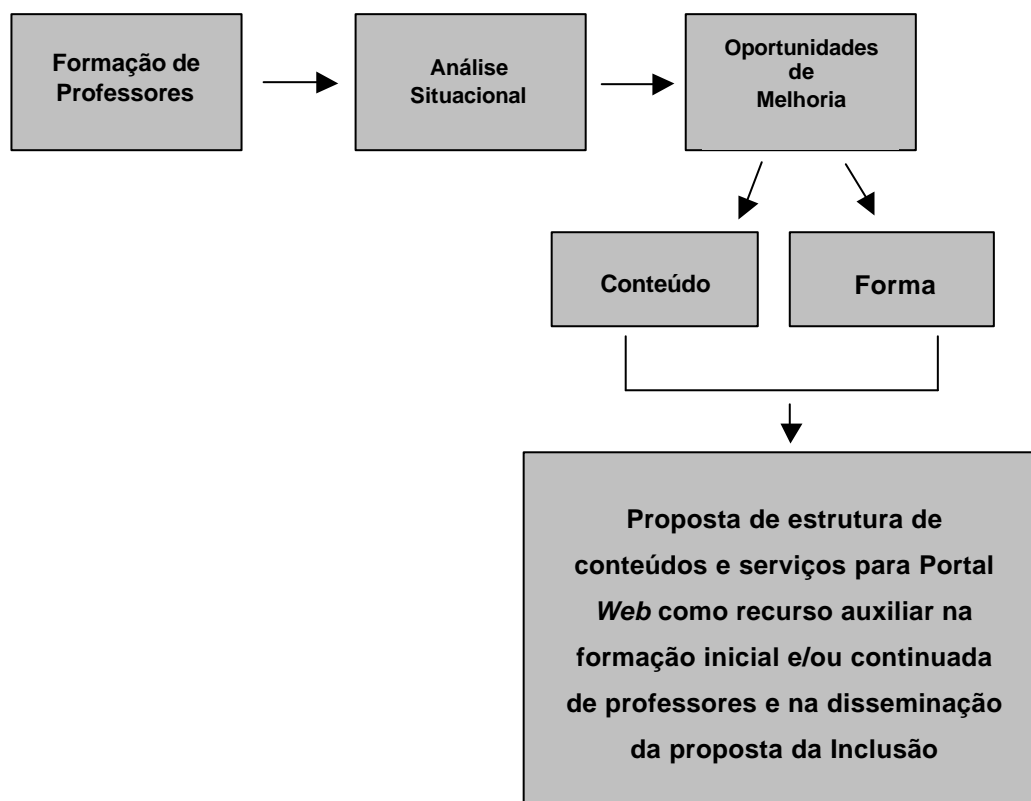 Formação de
Professores
Análise
Situacional
Oportunidades
de
Melhoria
Conteúdo
Forma
Proposta de estrutura de
conteúdos e serviços para Portal
Web como recurso auxiliar na
formação inicial e/ou continuada
de professores e na disseminação
da proposta da Inclusão